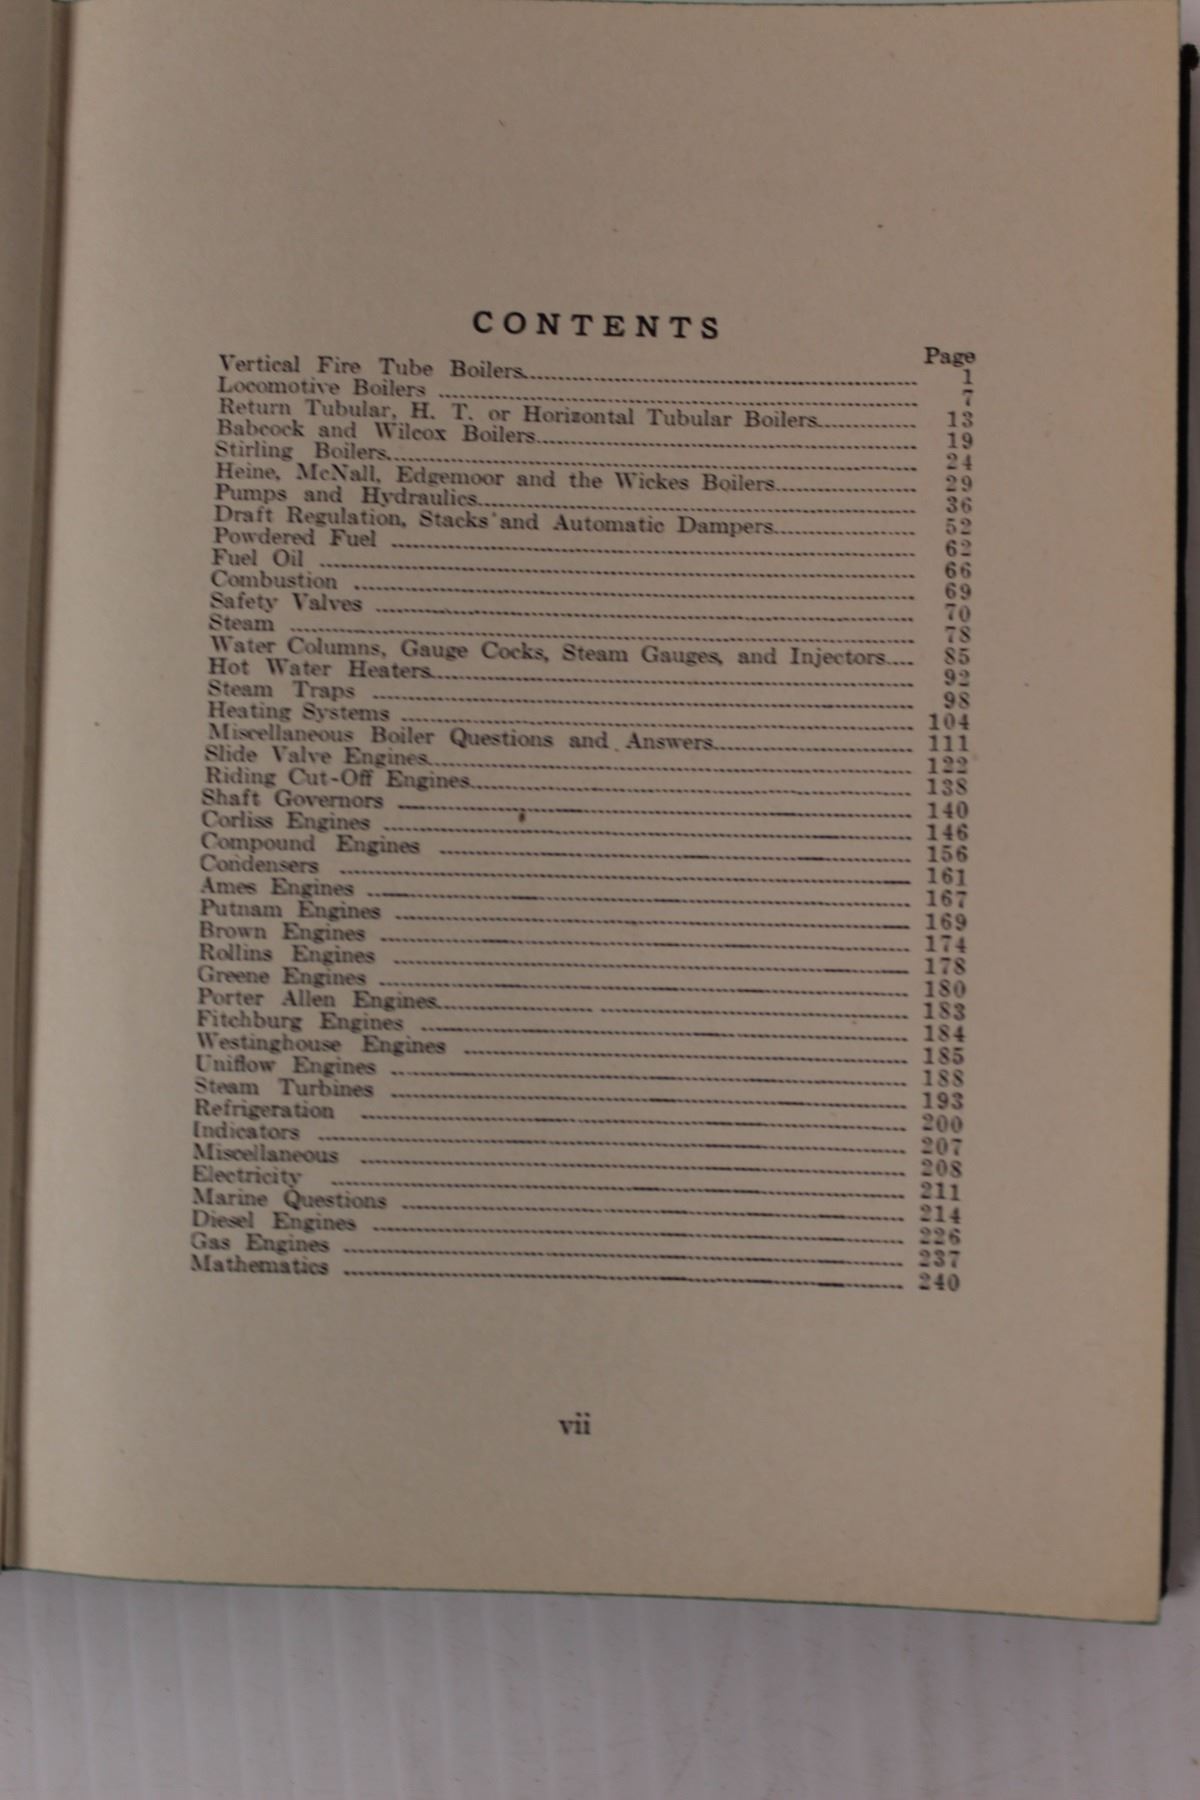 CONTENTS
Page
Vertical Fire Tube Boilers 1
Locomotive Boilers 7
Return Tubular, H. T. or Horizontal Tubular Boilers 13
Babcock and Wilcox Boilers 19
Stirling Boilers 24
Heine, McNall, Edgemoor and the Wickes Boilers 29
Pumps and Hydraulics 36
Draft Regulation, Stacks and Automatic Dampers 52
Powdered Fuel 62
Fuel Oil 66
Combustion 69
Safety Valves 70
Steam 78
Water Columns, Gauge Cocks, Steam Gauges, and Injectors 85
Hot Water Heaters 92
Steam Traps 98
Heating Systems 104
Miscellaneous Boiler Questions and Answers 111
Slide Valve Engines 122
Riding Cut-Off Engines 138
Shaft Governors 140
Corliss Engines 146
Compound Engines 156
Condensers 161
Ames Engines 167
Putnam Engines 169
Brown Engines 174
Rollins Engines 178
Greene Engines 180
Porter Allen Engines 183
Fitchburg Engines 184
Westinghouse Engines 185
Uniflow Engines 188
Steam Turbines 193
Refrigeration 200
Indicators 207
Miscellaneous 208
Electricity 211
Marine Questions 214
Diesel Engines 226
Gas Engines 237
Mathematics 240
vii